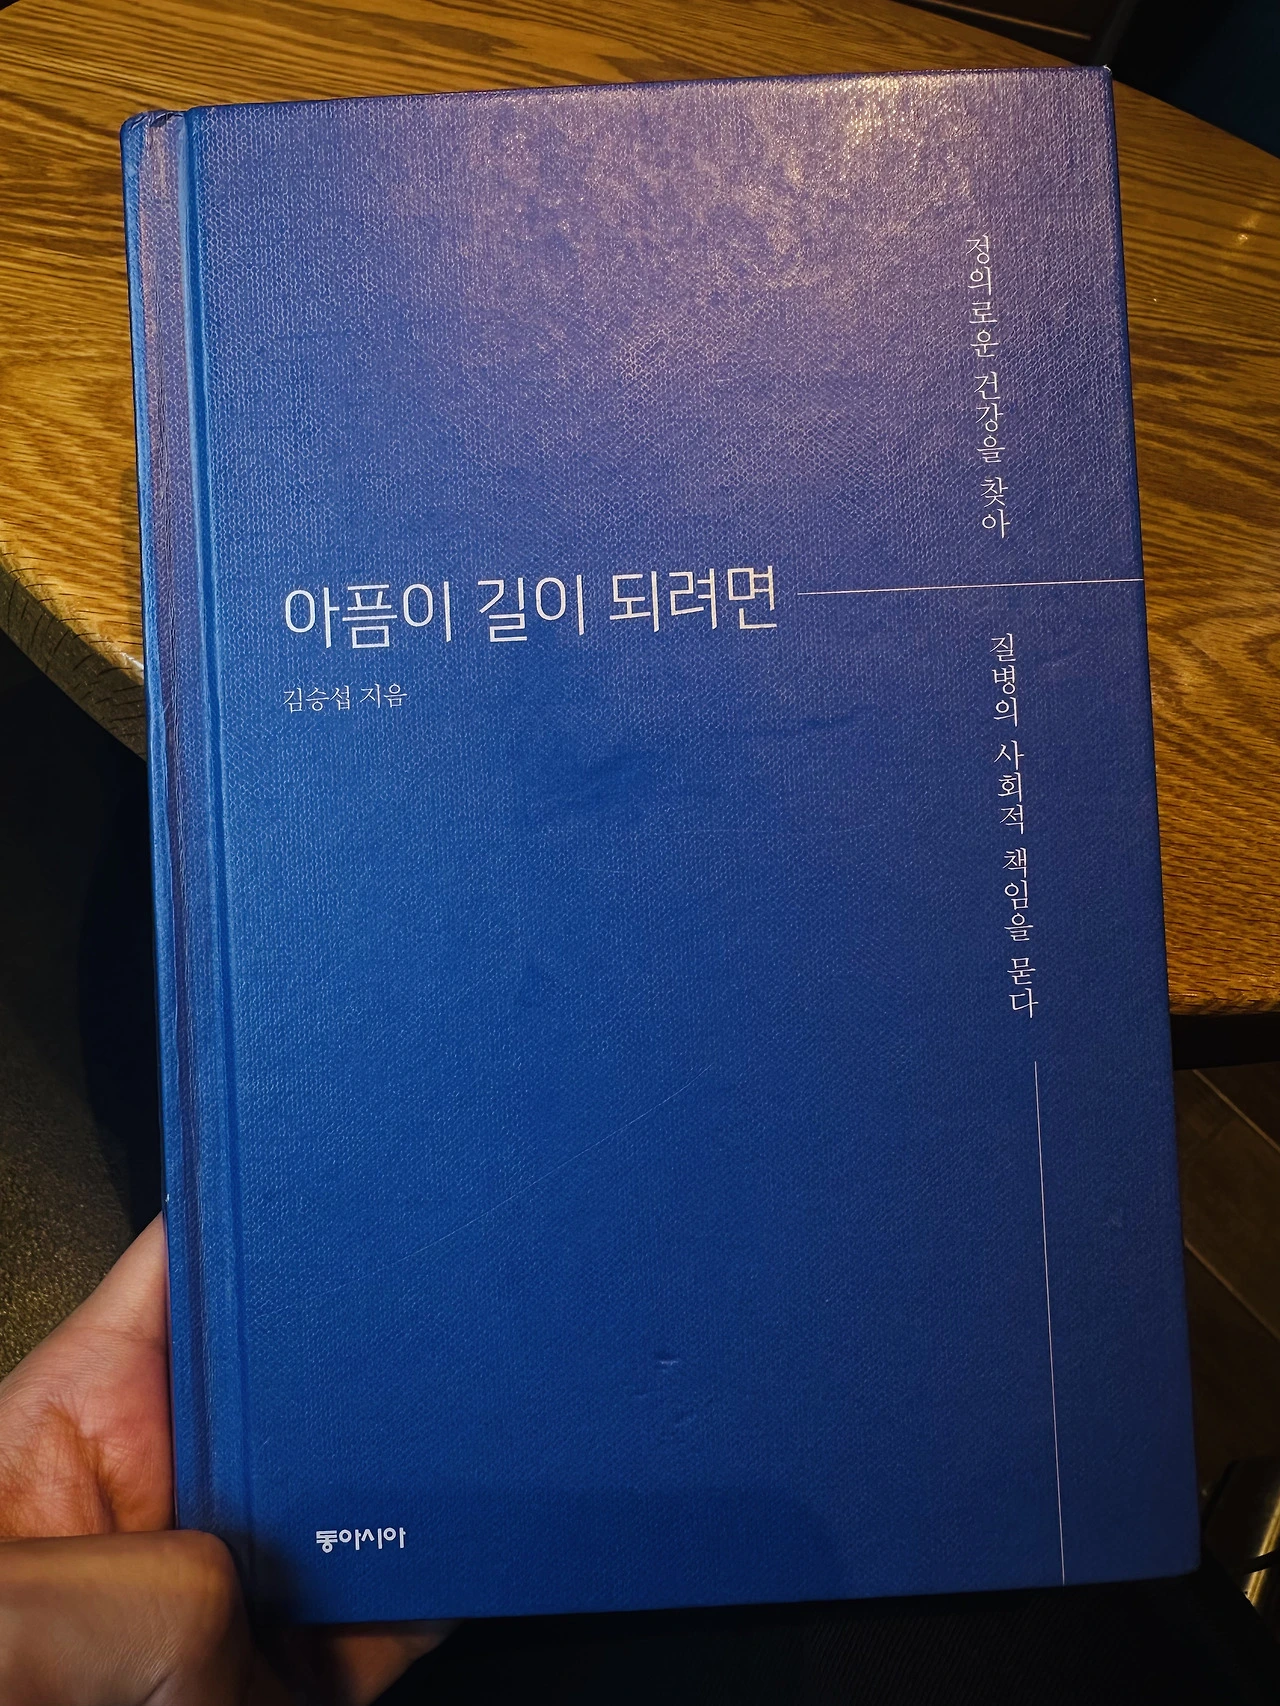 정의로운 건강을 찾아
질병의 사회적 책임을 묻다
아픔이 길이 되려면
김승섭 지음
동아시아